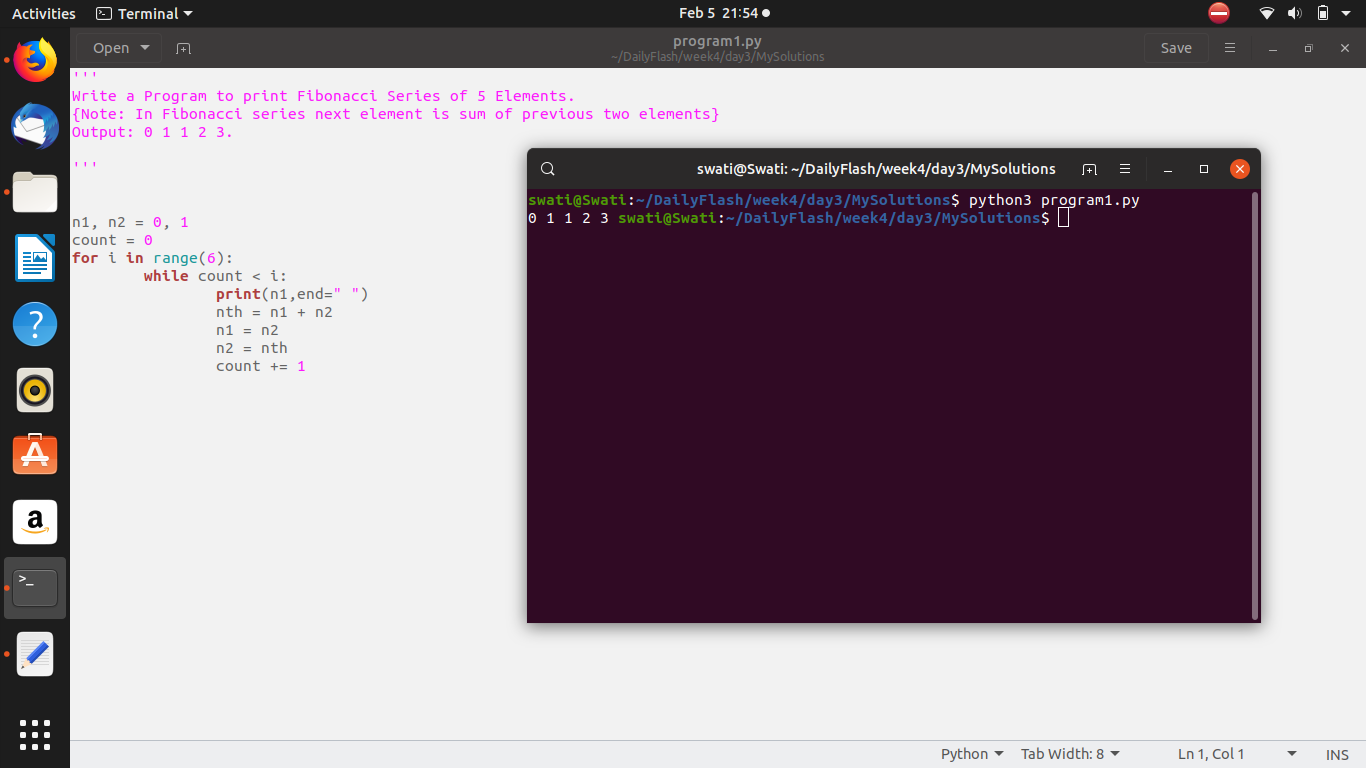 Activities Terminal Feb 5 21:54
Open program1.py Save
~/DailyFlash/week4/day3/MySolutions
'''
Write a Program to print Fibonacci Series of 5 Elements.
{Note: In Fibonacci series next element is sum of previous two elements}
Output: 0 1 1 2 3.
'''
n1, n2 = 0, 1
count = 0
for i in range(6):
        while count < i:
                print(n1,end=" ")
                nth = n1 + n2
                n1 = n2
                n2 = nth
                count += 1
swati@Swati: ~/DailyFlash/week4/day3/MySolutions
swati@Swati:~/DailyFlash/week4/day3/MySolutions$ python3 program1.py
0 1 1 2 3 swati@Swati:~/DailyFlash/week4/day3/MySolutions$
?
A
a
>_
Python Tab Width: 8 Ln 1, Col 1 INS